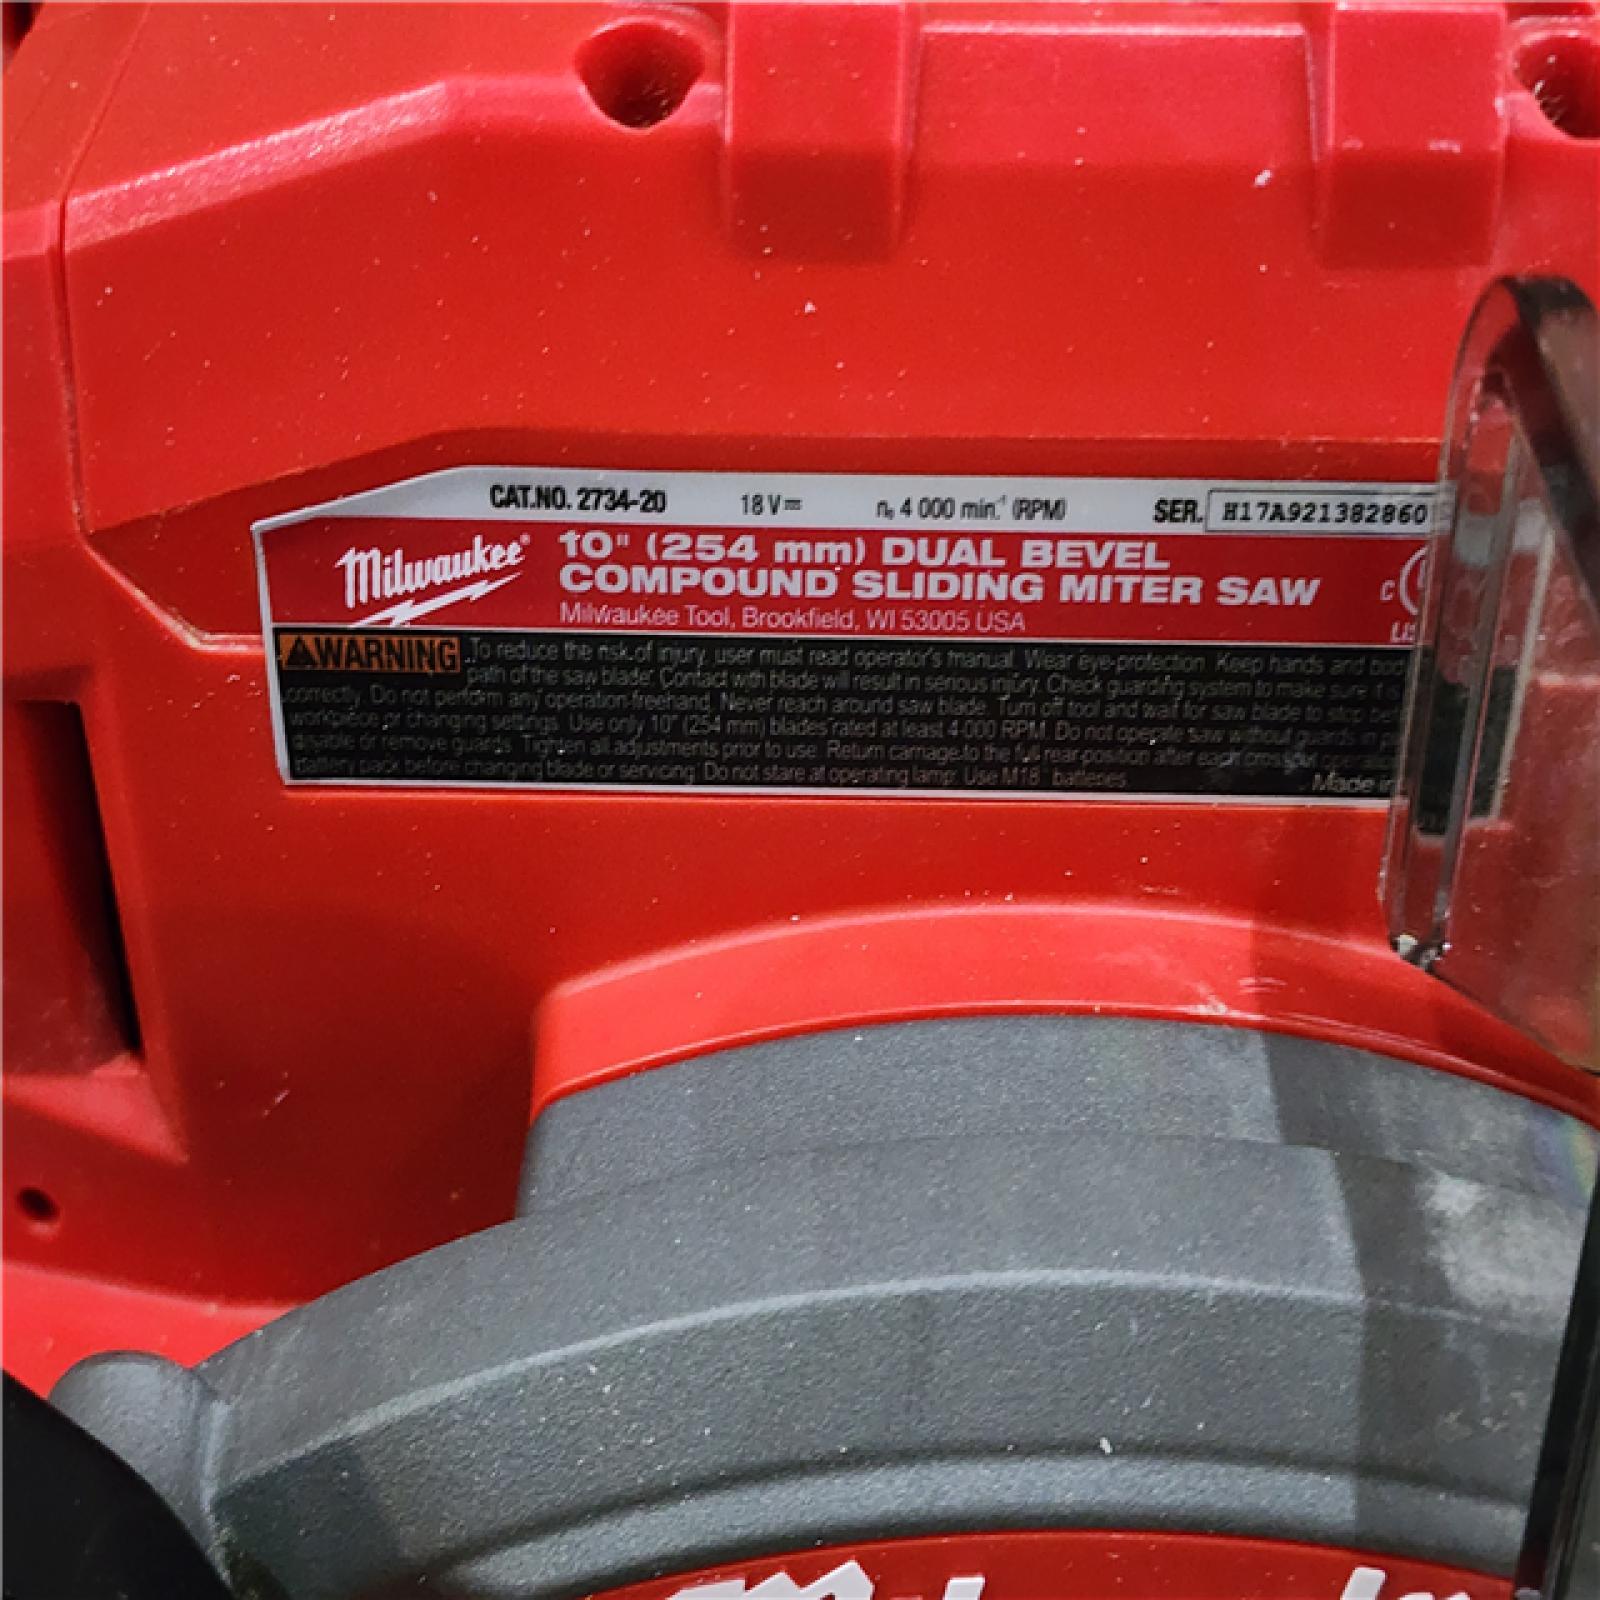 CAT.NO. 2734-20 18 V n₀ 4 000 min.⁻¹ (RPM) SER. H17A9213828601
Milwaukee® 10" (254 mm) DUAL BEVEL
COMPOUND SLIDING MITER SAW
Milwaukee Tool, Brookfield, WI 53005 USA
C
WARNING To reduce the risk of injury, user must read operator's manual. Wear eye-protection. Keep hands and
path of the saw blade. Contact with blade will result in serious injury. Check guarding system to make sure it is
correctly. Do not perform any operation freehand. Never reach around saw blade. Turn off tool and wait for saw blade to stop
workpiece or changing settings. Use only 10" (254 mm) blades rated at least 4 000 RPM. Do not operate saw without guards in
disable or remove guards. Tighten all adjustments prior to use. Return carriage to the full rear position after each crosscut
battery pack before changing blade or servicing. Do not stare at operating lamp. Use M18™ batteries.
Made in